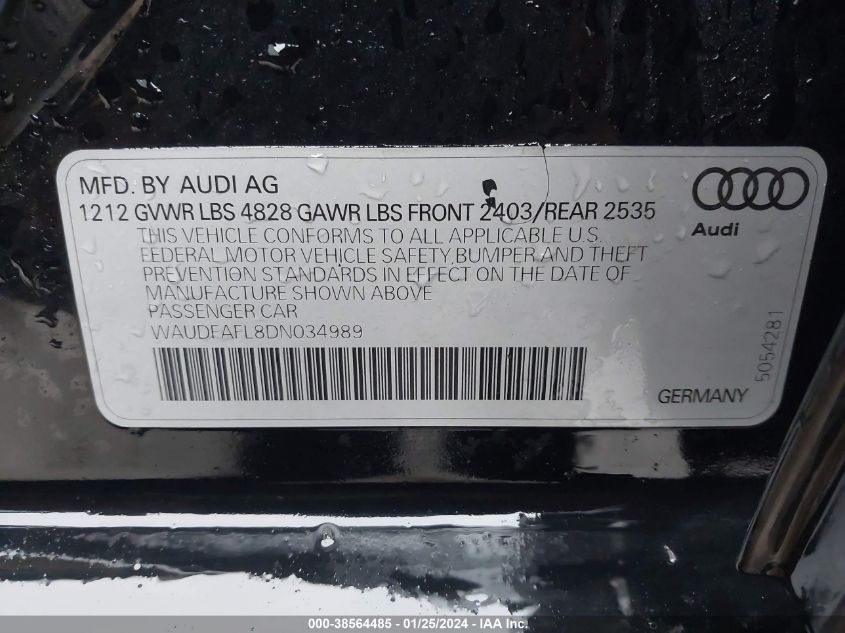 MFD. BY AUDI AG
1212 GVWR LBS 4828 GAWR LBS FRONT 2403/REAR 2535
THIS VEHICLE CONFORMS TO ALL APPLICABLE U.S.
FEDERAL MOTOR VEHICLE SAFETY,BUMPER AND THEFT
PREVENTION STANDARDS IN EFFECT ON THE DATE OF
MANUFACTURE SHOWN ABOVE
PASSENGER CAR
WAUDFAFL8DN034989
Audi
5054281
GERMANY
000-38564485 - 01/25/2024 - IAA Inc.